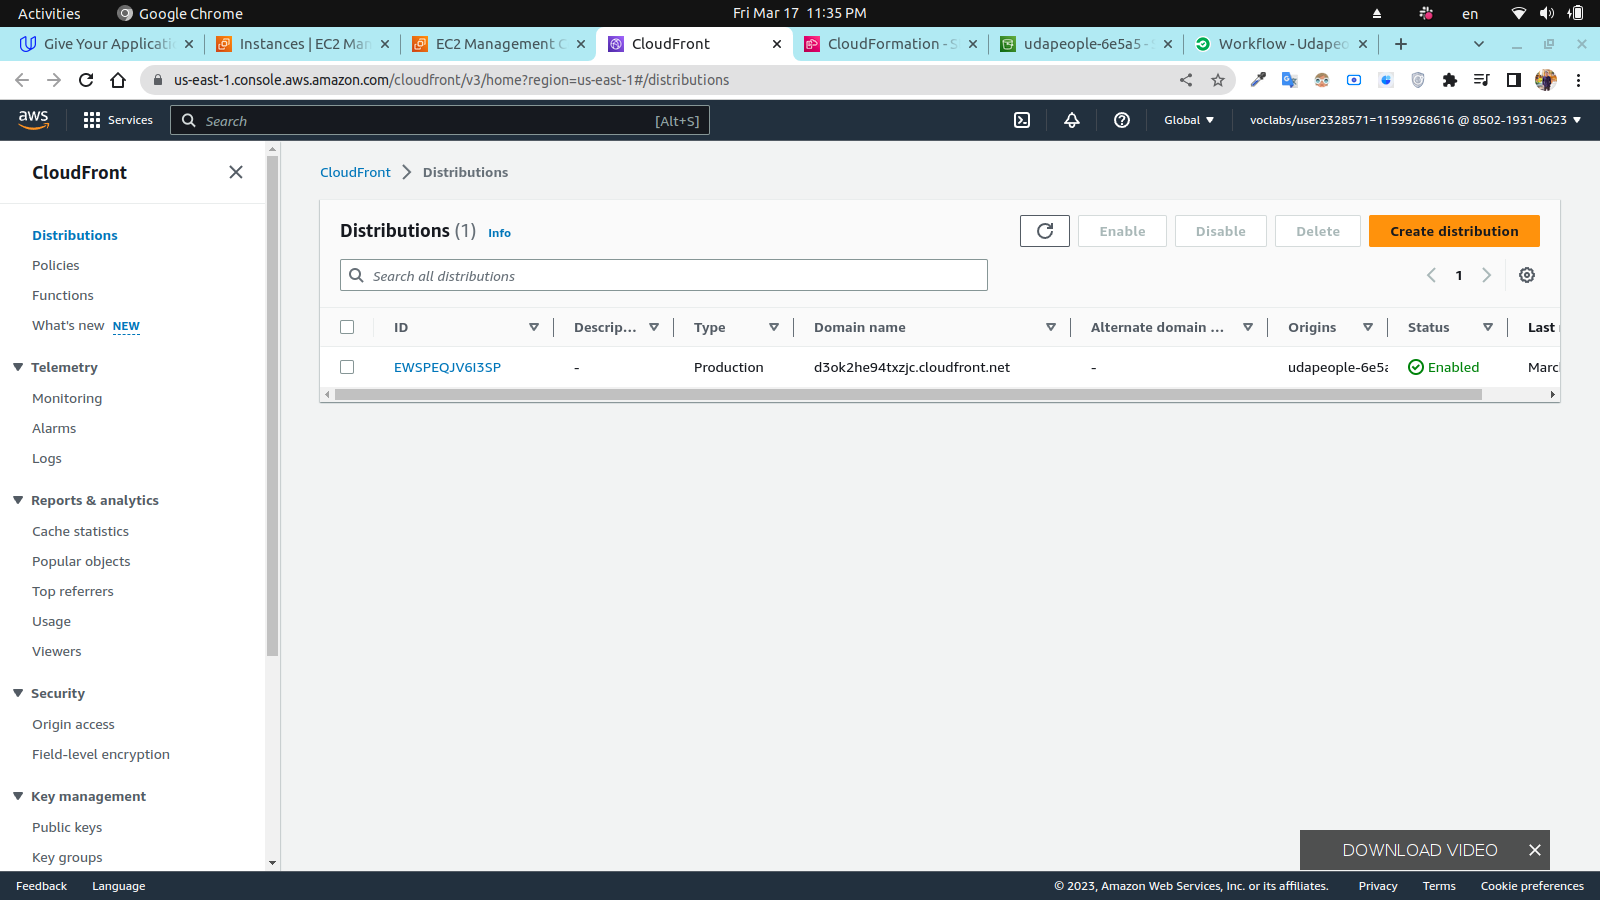 Activities
Google Chrome
Fri Mar 17 11:35 PM
en
Give Your Applicati
Instances | EC2 Man
EC2 Management C
CloudFront
CloudFormation - S
udapeople-6e5a5 - S
Workflow - Udapeo
us-east-1.console.aws.amazon.com/cloudfront/v3/home?region=us-east-1#/distributions
aws
Services
Search
[Alt+S]
Global
voclabs/user2328571=11599268616 @ 8502-1931-0623
CloudFront
Distributions
Policies
Functions
What's new NEW
Telemetry
Monitoring
Alarms
Logs
Reports & analytics
Cache statistics
Popular objects
Top referrers
Usage
Viewers
Security
Origin access
Field-level encryption
Key management
Public keys
Key groups
CloudFront
Distributions
Distributions (1) Info
Enable
Disable
Delete
Create distribution
Search all distributions
1
ID
Descrip...
Type
Domain name
Alternate domain ...
Origins
Status
Last
EWSPEQJV6I3SP
-
Production
d3ok2he94txzjc.cloudfront.net
-
udapeople-6e5a
Enabled
Marc
DOWNLOAD VIDEO
Feedback
Language
© 2023, Amazon Web Services, Inc. or its affiliates.
Privacy
Terms
Cookie preferences